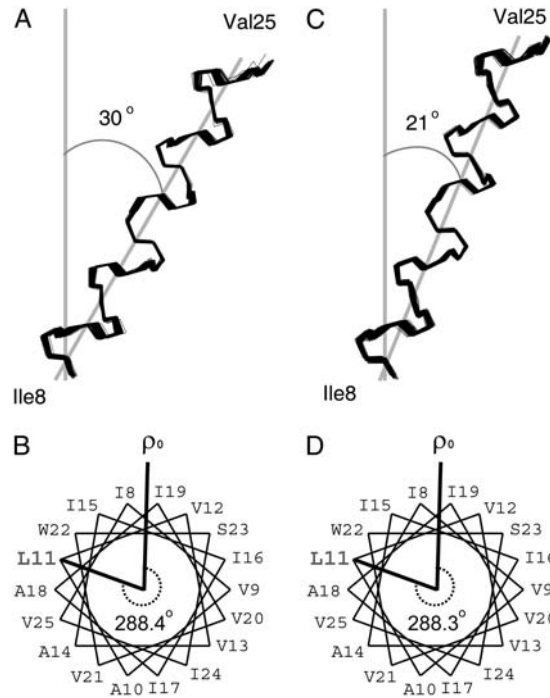 A
Val25
30°
Ile8
C
Val25
21°
Ile8
B
ρ₀
I8
I19
I15
V12
W22
S23
L11
I16
A18
V9
V25
V20
A14
V13
V21
I24
A10
I17
288.4°
D
ρ₀
I8
I19
I15
V12
W22
S23
L11
I16
A18
V9
V25
V20
A14
V13
V21
I24
A10
I17
288.3°